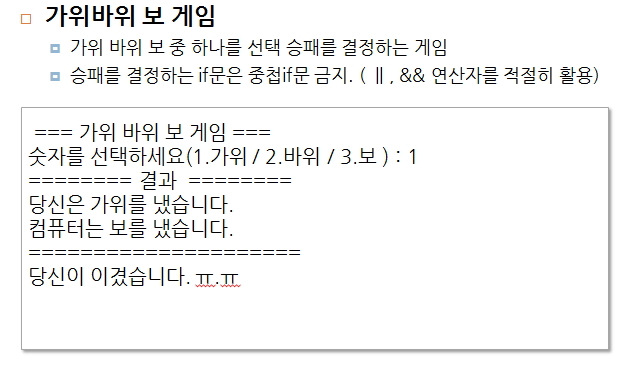 가위바위 보 게임
가위 바위 보 중 하나를 선택 승패를 결정하는 게임
승패를 결정하는 if문은 중첩if문 금지. ( || , && 연산자를 적절히 활용)
=== 가위 바위 보 게임 ===
숫자를 선택하세요(1.가위 / 2.바위 / 3.보 ) : 1
======== 결과 ========
당신은 가위를 냈습니다.
컴퓨터는 보를 냈습니다.
=====================
당신이 이겼습니다. ㅠ.ㅠ